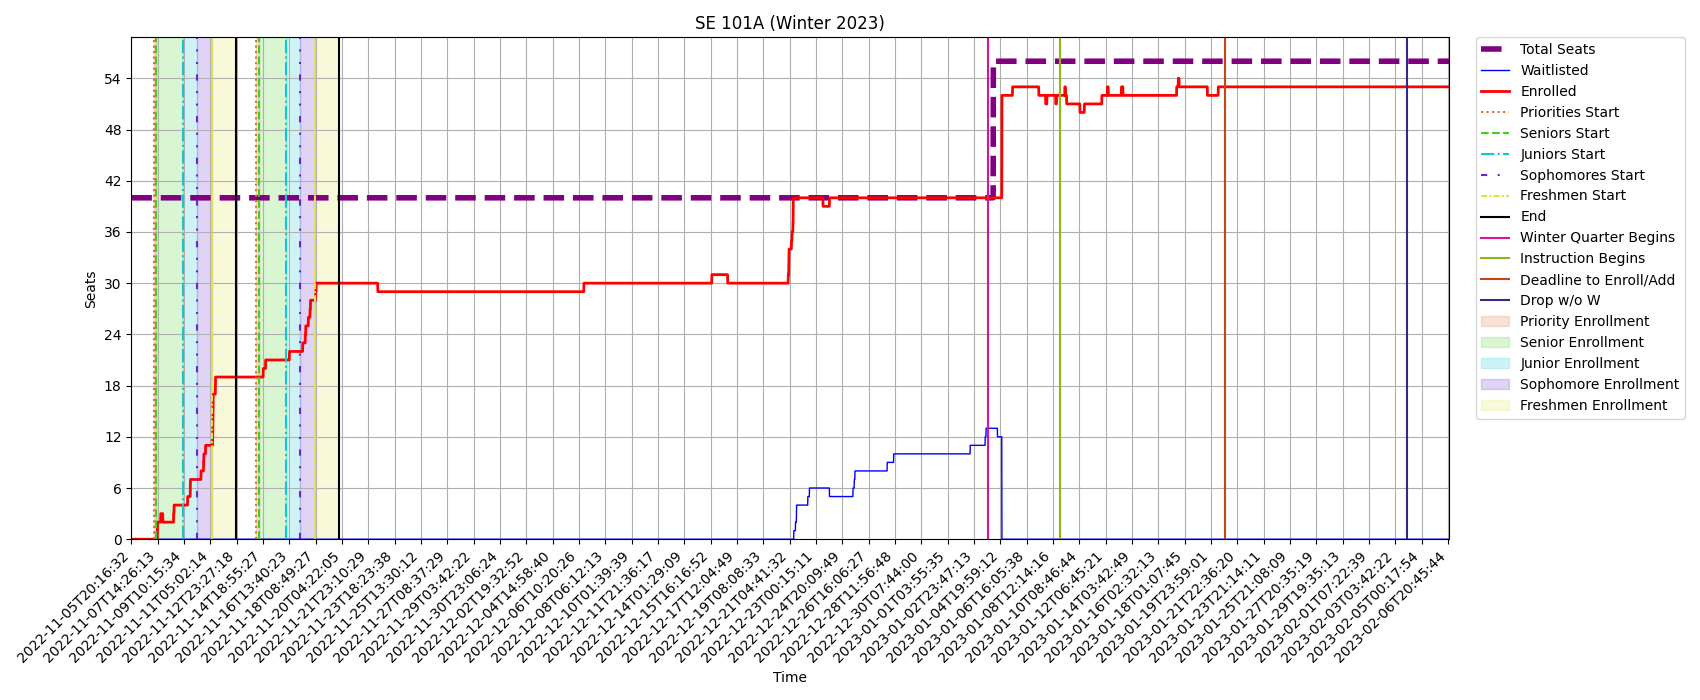 SE 101A (Winter 2023)
Seats
54
48
42
36
30
24
18
12
6
0
2022-11-05T20:16:32
2022-11-07T14:26:13
2022-11-09T10:15:34
2022-11-11T05:02:14
2022-11-12T23:27:18
2022-11-14T18:55:27
2022-11-16T13:40:23
2022-11-18T08:49:27
2022-11-20T04:22:05
2022-11-21T23:10:29
2022-11-23T18:23:38
2022-11-25T13:30:12
2022-11-27T08:37:29
2022-11-29T03:42:22
2022-11-30T23:06:24
2022-12-02T19:32:52
2022-12-04T14:58:40
2022-12-06T10:20:26
2022-12-08T06:12:13
2022-12-10T01:39:39
2022-12-11T21:36:17
2022-12-14T01:29:09
2022-12-15T16:16:52
2022-12-17T12:04:49
2022-12-19T08:08:33
2022-12-21T04:41:32
2022-12-23T00:15:11
2022-12-24T20:09:49
2022-12-26T16:06:27
2022-12-28T11:56:48
2022-12-30T07:44:00
2023-01-01T03:55:35
2023-01-02T23:47:13
2023-01-04T19:59:12
2023-01-06T16:05:38
2023-01-08T12:14:16
2023-01-10T08:46:44
2023-01-12T06:45:21
2023-01-14T03:42:49
2023-01-16T02:32:13
2023-01-18T01:07:45
2023-01-19T23:59:01
2023-01-21T22:36:20
2023-01-23T21:14:11
2023-01-25T21:08:09
2023-01-27T20:35:19
2023-01-29T19:35:13
2023-02-01T07:22:39
2023-02-03T03:42:22
2023-02-05T00:17:54
2023-02-06T20:45:44
Time
Total Seats
Waitlisted
Enrolled
Priorities Start
Seniors Start
Juniors Start
Sophomores Start
Freshmen Start
End
Winter Quarter Begins
Instruction Begins
Deadline to Enroll/Add
Drop w/o W
Priority Enrollment
Senior Enrollment
Junior Enrollment
Sophomore Enrollment
Freshmen Enrollment